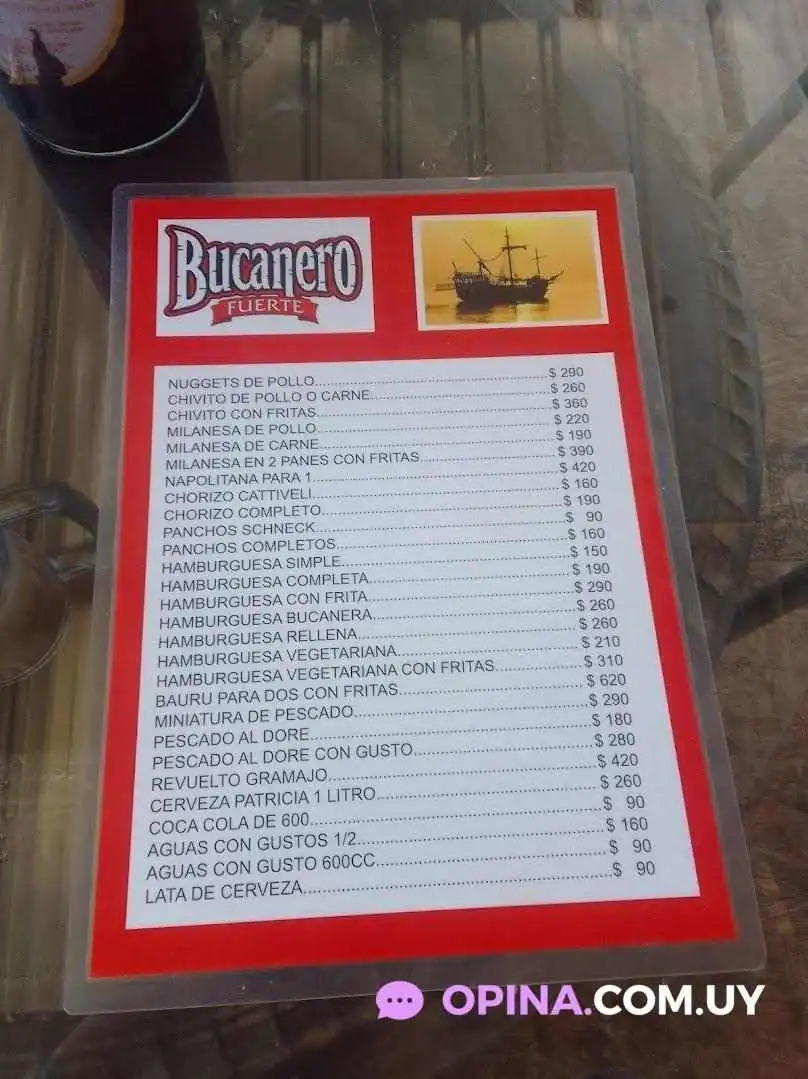 Bucanero
FUERTE
NUGGETS DE POLLO $ 290
CHIVITO DE POLLO O CARNE $ 260
CHIVITO CON FRITAS $ 360
MILANESA DE POLLO $ 220
MILANESA DE CARNE $ 190
MILANESA EN 2 PANES CON FRITAS $ 390
NAPOLITANA PARA 1 $ 420
CHORIZO CATTIVELI $ 160
CHORIZO COMPLETO $ 190
PANCHOS SCHNECK $ 90
PANCHOS COMPLETOS $ 160
HAMBURGUESA SIMPLE $ 150
HAMBURGUESA COMPLETA $ 190
HAMBURGUESA CON FRITA $ 290
HAMBURGUESA BUCANERA $ 260
HAMBURGUESA RELLENA $ 260
HAMBURGUESA VEGETARIANA $ 210
HAMBURGUESA VEGETARIANA CON FRITAS $ 310
BAURU PARA DOS CON FRITAS $ 620
MINIATURA DE PESCADO $ 290
PESCADO AL DORE $ 180
PESCADO AL DORE CON GUSTO $ 280
REVUELTO GRAMAJO $ 420
CERVEZA PATRICIA 1 LITRO $ 260
COCA COLA DE 600 $ 90
AGUAS CON GUSTOS 1/2 $ 160
AGUAS CON GUSTO 600CC $ 90
LATA DE CERVEZA $ 90
OPINA.COM.UY